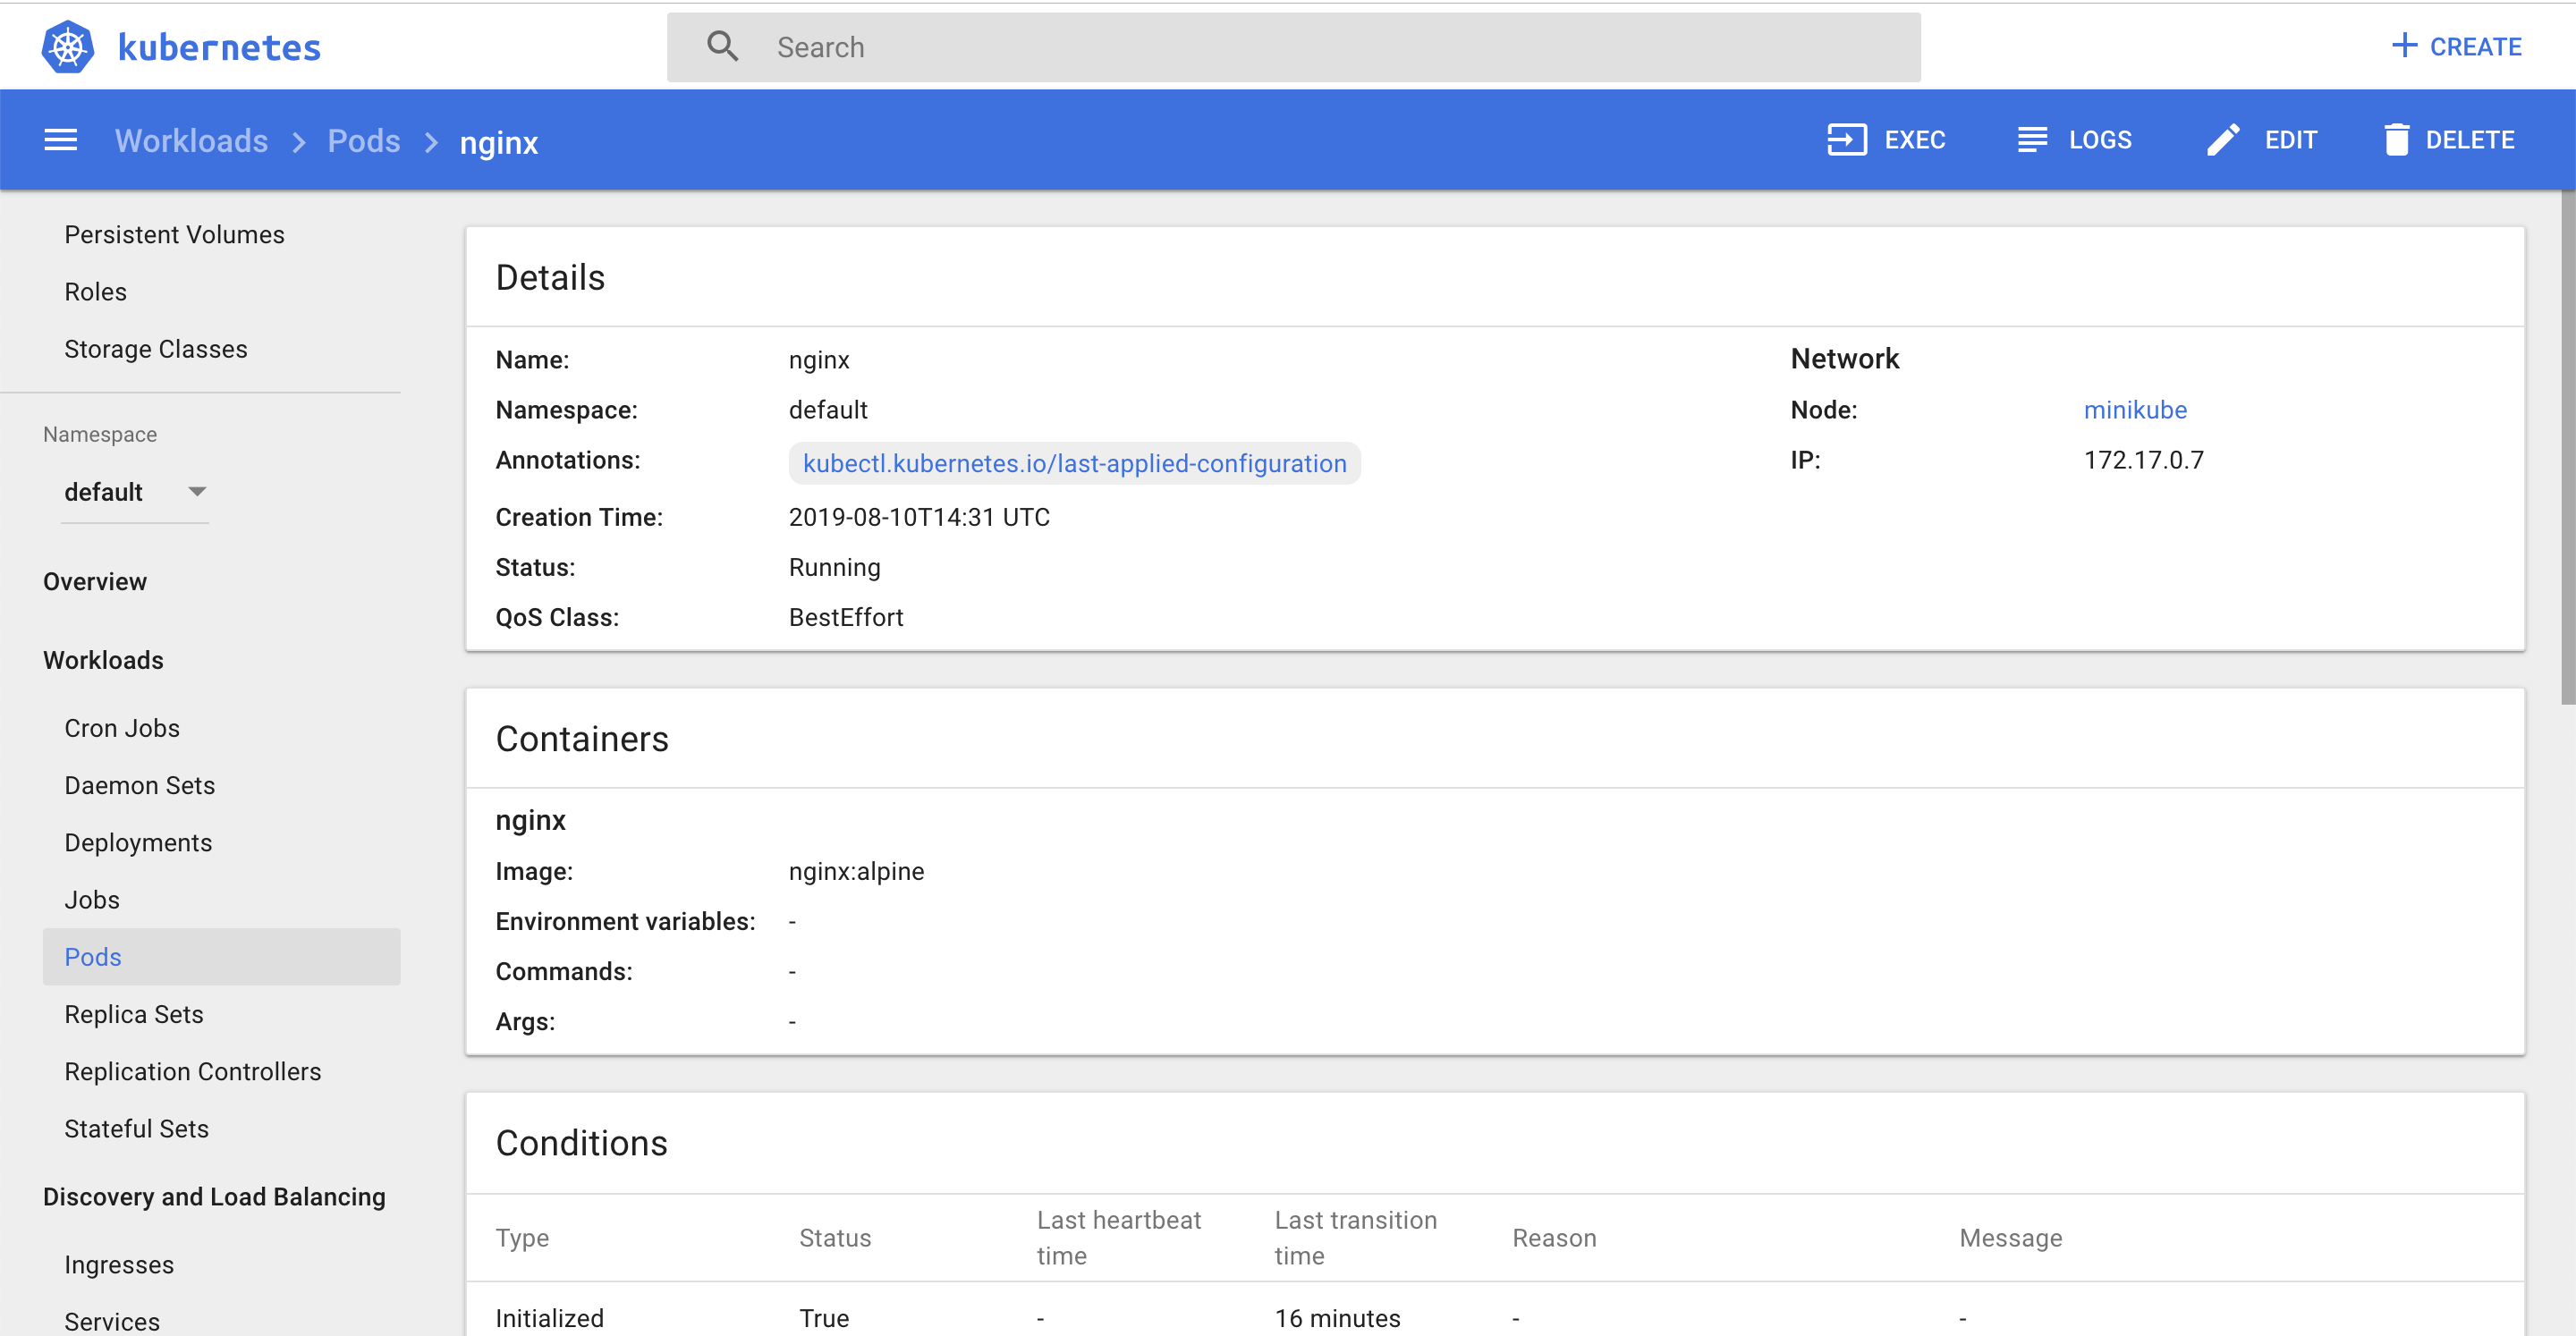 kubernetes
Search
CREATE
Workloads > Pods > nginx
EXEC
LOGS
EDIT
DELETE
Persistent Volumes
Roles
Storage Classes
Namespace
default
Overview
Workloads
Cron Jobs
Daemon Sets
Deployments
Jobs
Pods
Replica Sets
Replication Controllers
Stateful Sets
Discovery and Load Balancing
Ingresses
Services
Details
Name: nginx
Namespace: default
Annotations: kubectl.kubernetes.io/last-applied-configuration
Creation Time: 2019-08-10T14:31 UTC
Status: Running
QoS Class: BestEffort
Network
Node: minikube
IP: 172.17.0.7
Containers
nginx
Image: nginx:alpine
Environment variables: -
Commands: -
Args: -
Conditions
Type Status Last heartbeat time Last transition time Reason Message
Initialized True - 16 minutes - -